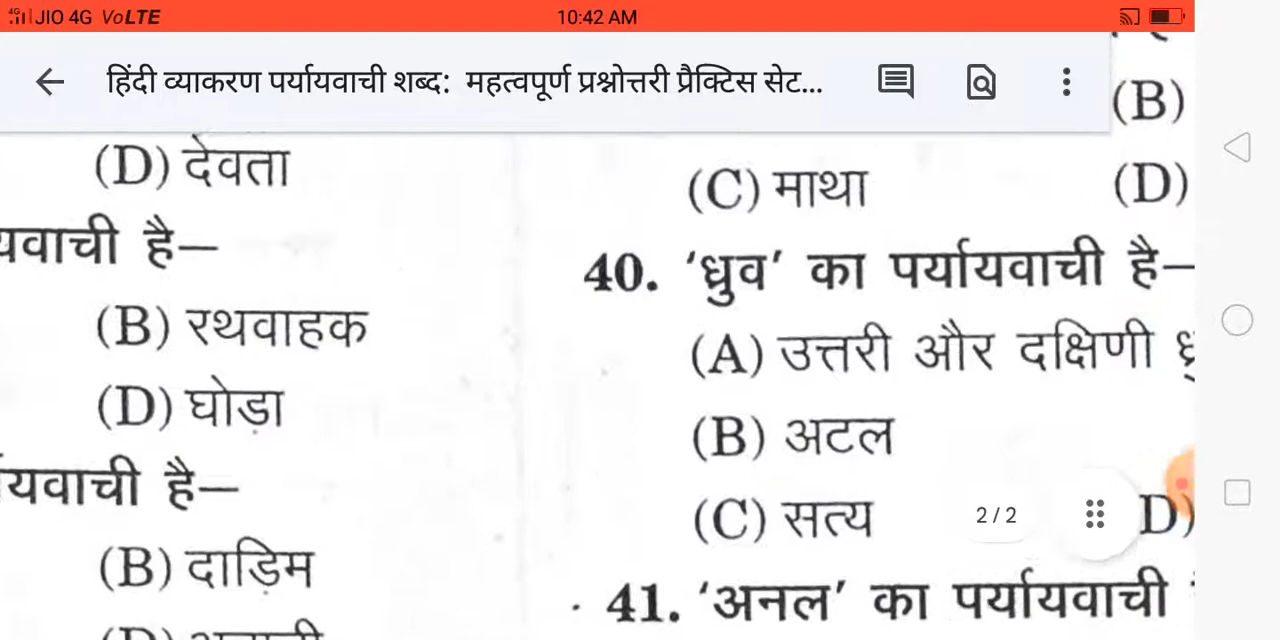 4G JIO 4G VoLTE 10:42 AM
हिंदी व्याकरण पर्यायवाची शब्द: महत्वपूर्ण प्रश्नोत्तरी प्रैक्टिस सेट...
(D) देवता
यवाची है—
(B) रथवाहक
(D) घोड़ा
यवाची है—
(B) दाड़िम
(B)
(C) माथा (D)
40. 'ध्रुव' का पर्यायवाची है—
(A) उत्तरी और दक्षिणी
(B) अटल
(C) सत्य D)
2/2
41. 'अनल' का पर्यायवाची